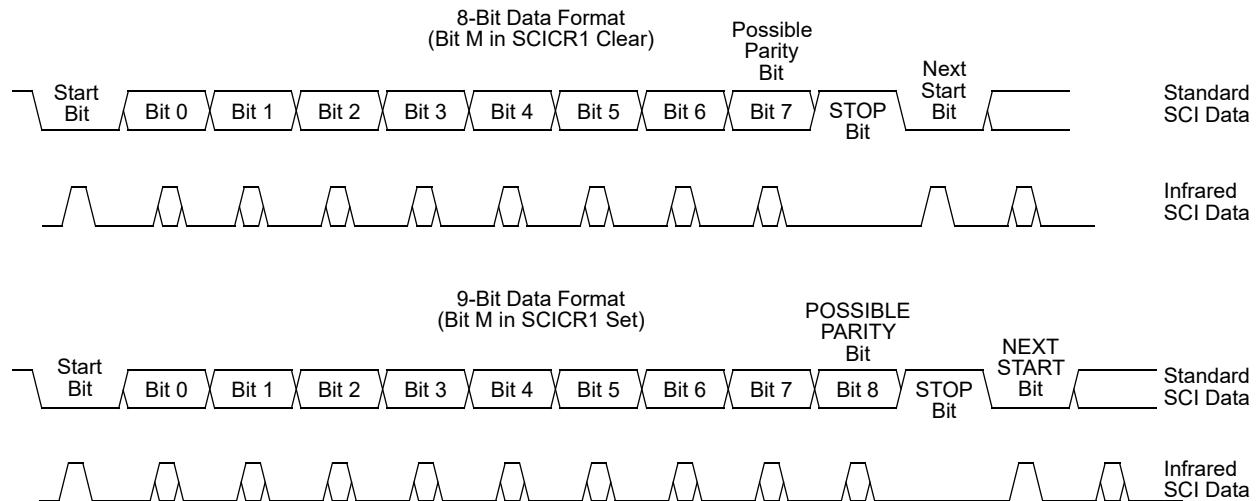 8-Bit Data Format
(Bit M in SCICR1 Clear)
Possible
Parity
Bit
Next
Start
Bit
Start
Bit
Bit 0
Bit 1
Bit 2
Bit 3
Bit 4
Bit 5
Bit 6
Bit 7
STOP
Bit
Standard
SCI Data
Infrared
SCI Data
9-Bit Data Format
(Bit M in SCICR1 Set)
POSSIBLE
PARITY
Bit
NEXT
START
Bit
Start
Bit
Bit 0
Bit 1
Bit 2
Bit 3
Bit 4
Bit 5
Bit 6
Bit 7
Bit 8
STOP
Bit
Standard
SCI Data
Infrared
SCI Data